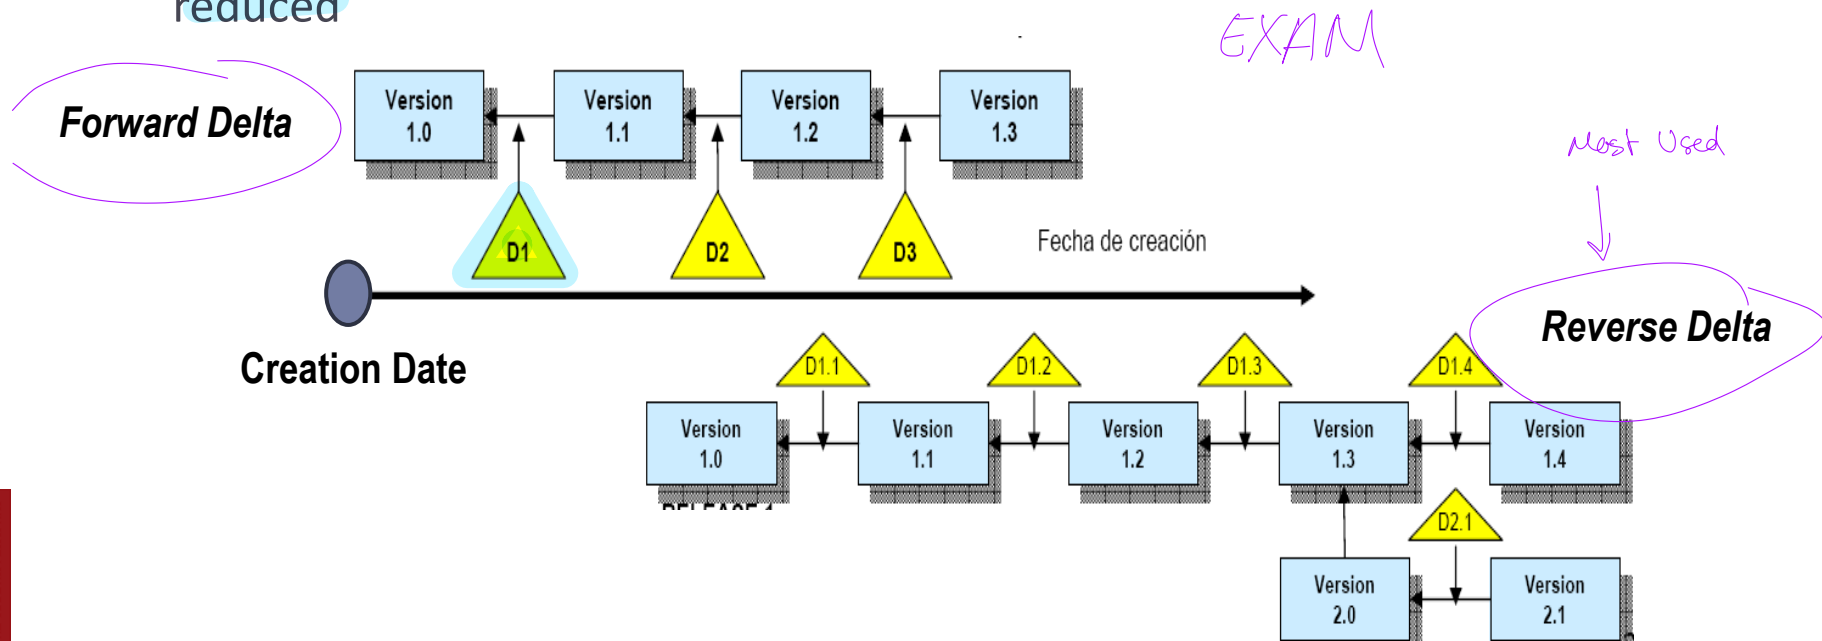 reduced
EXAM
Forward Delta
Version
1.0
Version
1.1
Version
1.2
Version
1.3
Most Used
D1
D2
D3
Fecha de creación
Creation Date
Reverse Delta
D1.1
D1.2
D1.3
D1.4
Version
1.0
Version
1.1
Version
1.2
Version
1.3
Version
1.4
RELEASE 1
D2.1
Version
2.0
Version
2.1